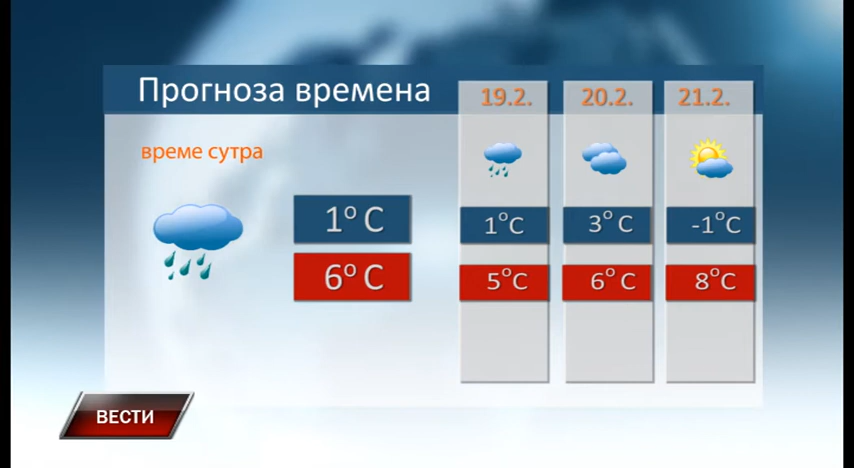 Прогноза времена
време сутра
1° C
6° C
19.2.
1°C
5°C
20.2.
3° C
6° C
21.2.
-1°C
8°C
ВЕСТИ